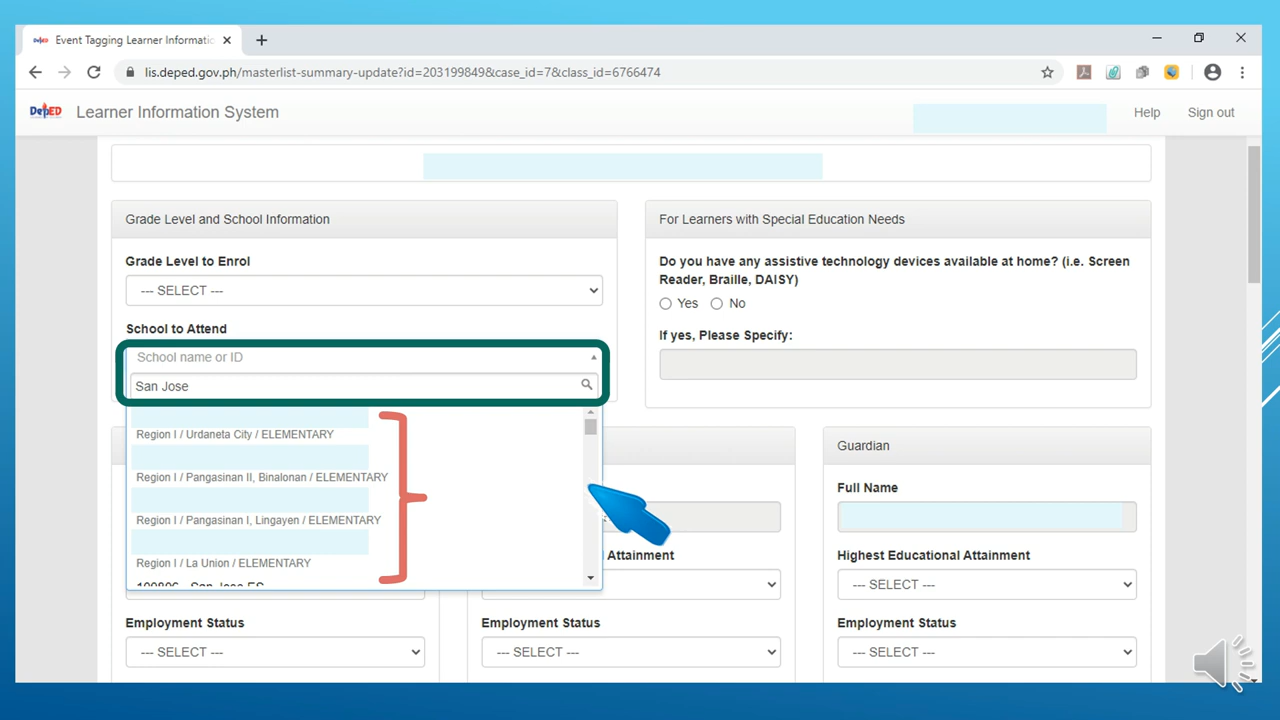 Event Tagging Learner Informatio
lis.deped.gov.ph/masterlist-summary-update?id=203199849&case_id=7&class_id=6766474
DepED Learner Information System
Help
Sign out
Grade Level and School Information
For Learners with Special Education Needs
Grade Level to Enrol
--- SELECT ---
Do you have any assistive technology devices available at home? (i.e. Screen
Reader, Braille, DAISY)
Yes
No
School to Attend
School name or ID
San Jose
If yes, Please Specify:
Region I / Urdaneta City / ELEMENTARY
Region I / Pangasinan II, Binalonan / ELEMENTARY
Region I / Pangasinan I, Lingayen / ELEMENTARY
Region I / La Union / ELEMENTARY
San Jose ES
Guardian
Full Name
Attainment
Highest Educational Attainment
--- SELECT ---
Employment Status
Employment Status
Employment Status
--- SELECT ---
--- SELECT ---
--- SELECT ---